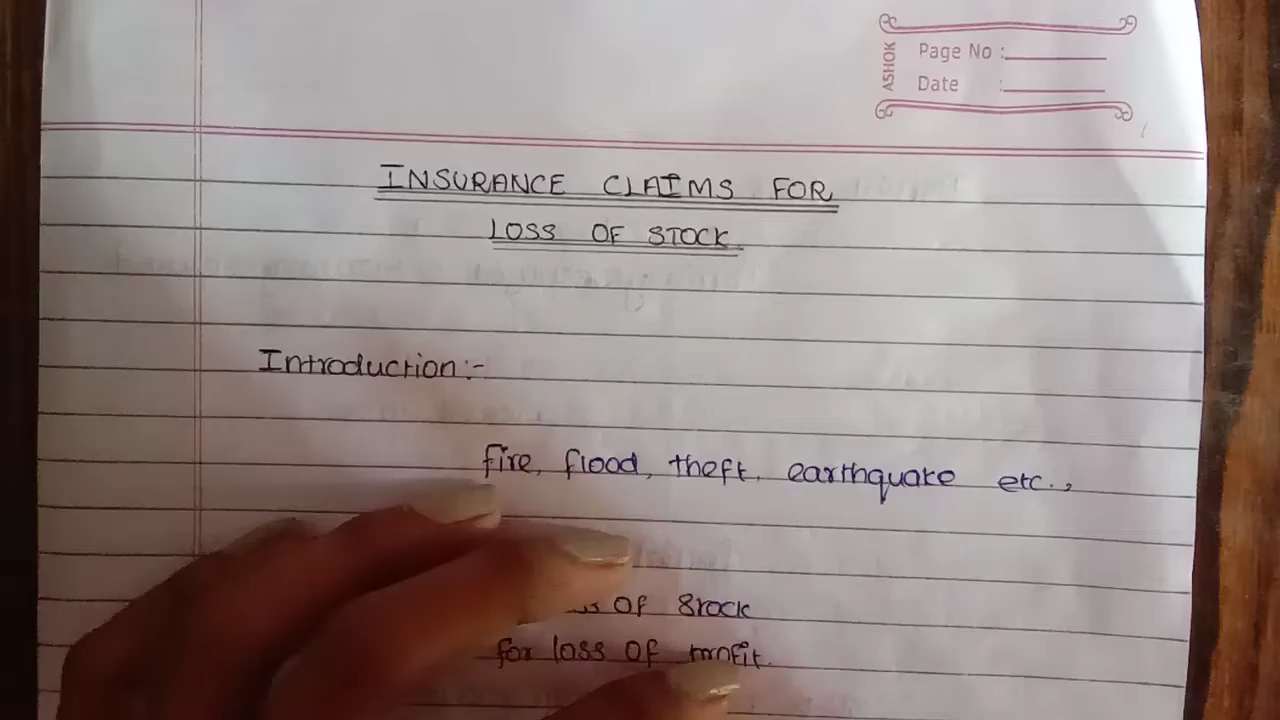 ASHOK
Page No :
Date :
INSURANCE CLAIMS FOR
LOSS OF STOCK
Introduction:-
fire, flood, theft, earthquake etc.,
of stock
for loss of profit.